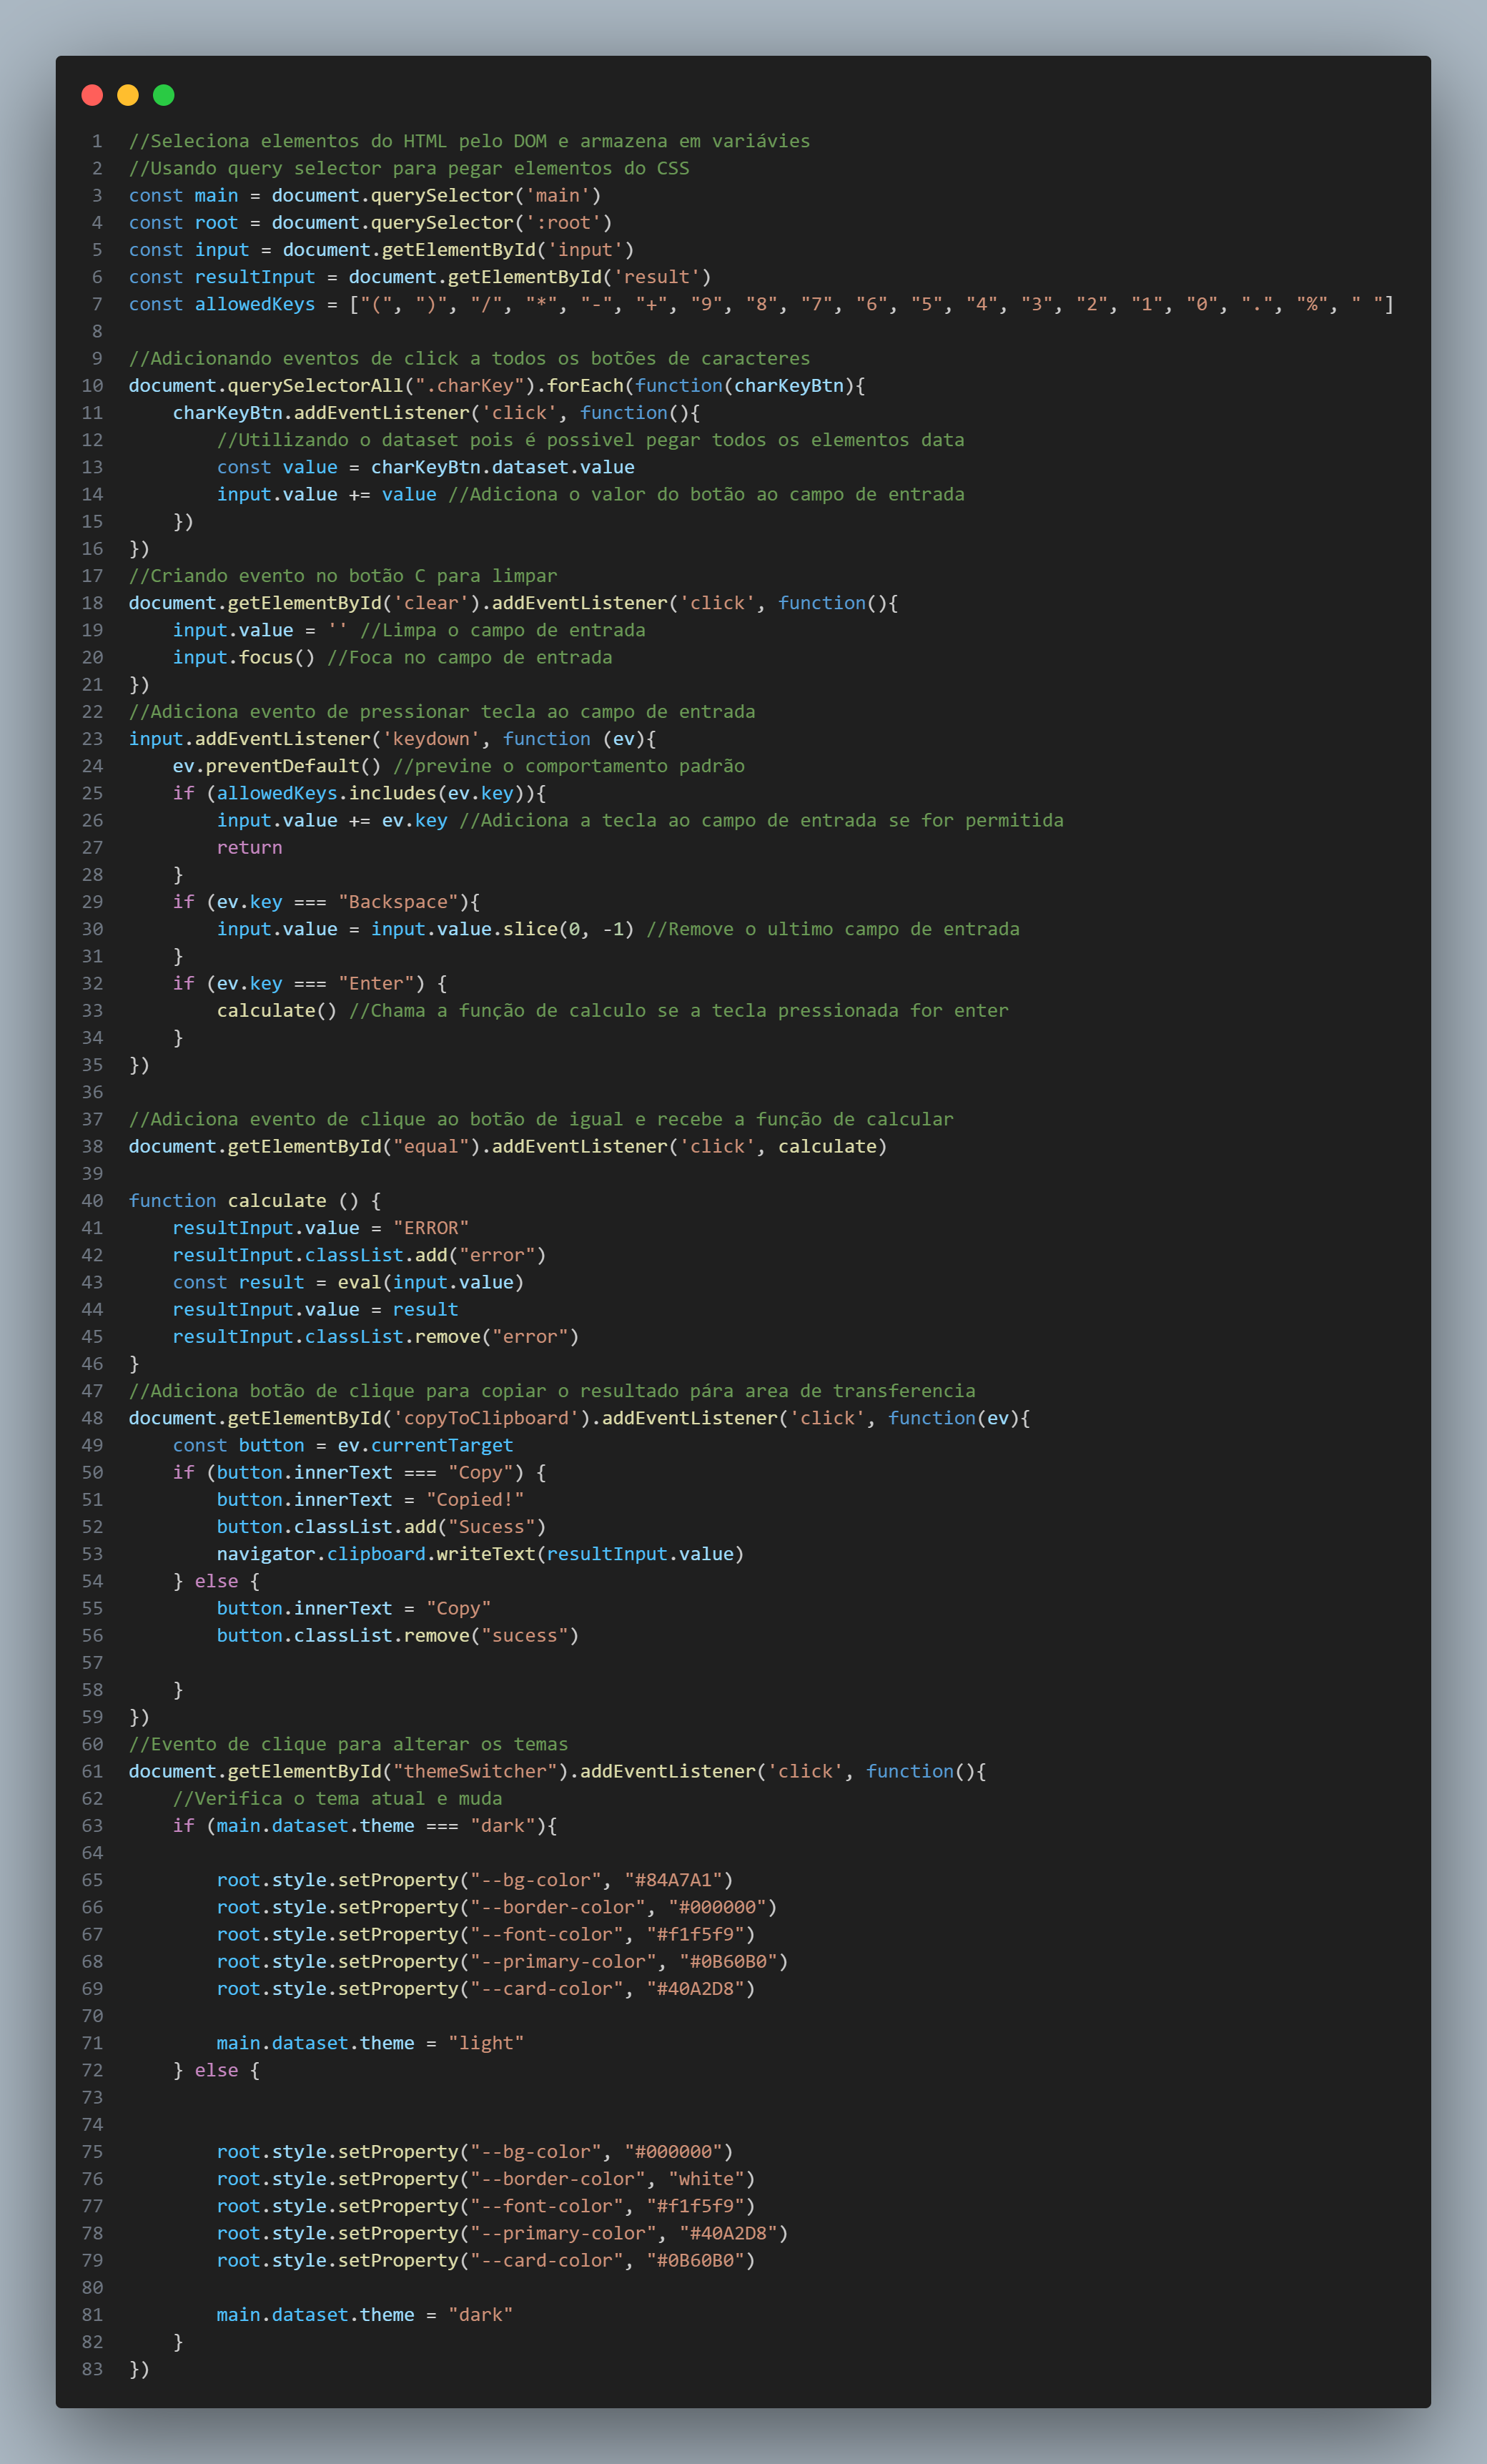 1 //Seleciona elementos do HTML pelo DOM e armazena em variávies
2 //Usando query selector para pegar elementos do CSS
3 const main = document.querySelector('main')
4 const root = document.querySelector(':root')
5 const input = document.getElementById('input')
6 const resultInput = document.getElementById('result')
7 const allowedKeys = ["(", ")", "/", "*", "-", "+", "9", "8", "7", "6", "5", "4", "3", "2", "1", "0", ".", "%", " "]
8
9 //Adicionando eventos de click a todos os botões de caracteres
10 document.querySelectorAll(".charKey").forEach(function(charKeyBtn){
11     charKeyBtn.addEventListener('click', function(){
12         //Utilizando o dataset pois é possivel pegar todos os elementos data
13         const value = charKeyBtn.dataset.value
14         input.value += value //Adiciona o valor do botão ao campo de entrada
15     })
16 })
17 //Criando evento no botão C para limpar
18 document.getElementById('clear').addEventListener('click', function(){
19     input.value = '' //Limpa o campo de entrada
20     input.focus() //Foca no campo de entrada
21 })
22 //Adiciona evento de pressionar tecla ao campo de entrada
23 input.addEventListener('keydown', function (ev){
24     ev.preventDefault() //previne o comportamento padrão
25     if (allowedKeys.includes(ev.key)){
26         input.value += ev.key //Adiciona a tecla ao campo de entrada se for permitida
27         return
28     }
29     if (ev.key === "Backspace"){
30         input.value = input.value.slice(0, -1) //Remove o ultimo campo de entrada
31     }
32     if (ev.key === "Enter") {
33         calculate() //Chama a função de calculo se a tecla pressionada for enter
34     }
35 })
36
37 //Adiciona evento de clique ao botão de igual e recebe a função de calcular
38 document.getElementById("equal").addEventListener('click', calculate)
39
40 function calculate () {
41     resultInput.value = "ERROR"
42     resultInput.classList.add("error")
43     const result = eval(input.value)
44     resultInput.value = result
45     resultInput.classList.remove("error")
46 }
47 //Adiciona botão de clique para copiar o resultado pára area de transferencia
48 document.getElementById('copyToClipboard').addEventListener('click', function(ev){
49     const button = ev.currentTarget
50     if (button.innerText === "Copy") {
51         button.innerText = "Copied!"
52         button.classList.add("Sucess")
53         navigator.clipboard.writeText(resultInput.value)
54     } else {
55         button.innerText = "Copy"
56         button.classList.remove("sucess")
57
58     }
59 })
60 //Evento de clique para alterar os temas
61 document.getElementById("themeSwitcher").addEventListener('click', function(){
62     //Verifica o tema atual e muda
63     if (main.dataset.theme === "dark"){
64
65         root.style.setProperty("--bg-color", "#84A7A1")
66         root.style.setProperty("--border-color", "#000000")
67         root.style.setProperty("--font-color", "#f1f5f9")
68         root.style.setProperty("--primary-color", "#0B60B0")
69         root.style.setProperty("--card-color", "#40A2D8")
70
71         main.dataset.theme = "light"
72     } else {
73
74
75         root.style.setProperty("--bg-color", "#000000")
76         root.style.setProperty("--border-color", "white")
77         root.style.setProperty("--font-color", "#f1f5f9")
78         root.style.setProperty("--primary-color", "#40A2D8")
79         root.style.setProperty("--card-color", "#0B60B0")
80
81         main.dataset.theme = "dark"
82     }
83 })